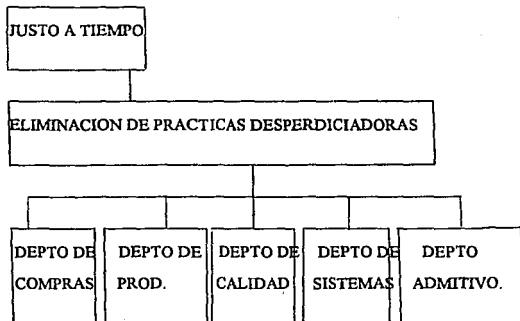 JUSTO A TIEMPO
ELIMINACION DE PRACTICAS DESPERDICIADORAS
DEPTO DE
COMPRAS
DEPTO DE
PROD.
DEPTO DE
CALIDAD
DEPTO DE
SISTEMAS
DEPTO
ADMITIVO.